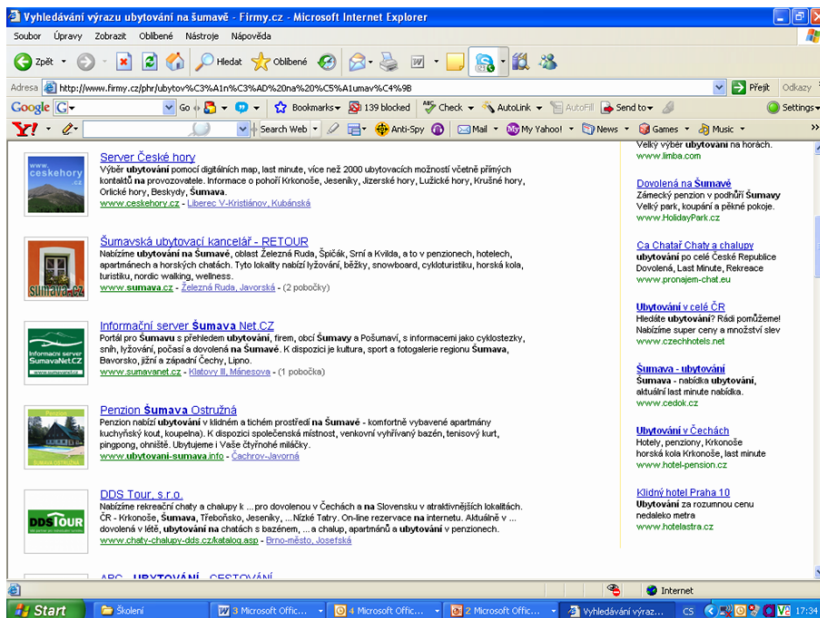 Vyhledávání výrazu ubytování na šumavě - Firmy.cz - Microsoft Internet Explorer
Soubor Úpravy Zobrazit Oblíbené Nástroje Nápověda
Zpět Hledat Oblíbené
Adresa http://www.firmy.cz/phr/ubytov%C3%A1n%C3%AD%20na%20%C5%A1umav%C4%9B Přejít Odkazy
Google G Go Bookmarks 139 blocked Check AutoLink AutoFill Send to Settings
Y! Search Web Anti-Spy Mail My Yahoo! News Games Music
www.
ceskehory
.cz
Server České hory
Výběr ubytování pomocí digitálních map, last minute, více než 2000 ubytovacích možností včetně přímých
kontaktů na provozovatele. Informace o pohoří Krkonoše, Jeseníky, Jizerské hory, Lužické hory, Krušné hory,
Orlické hory, Beskydy, Šumava.
www.ceskehory.cz - Liberec V-Kristiánov, Kubánská
sumava.cz
Šumavská ubytovací kancelář - RETOUR
Nabízíme ubytování na Šumavě, oblast Železná Ruda, Špičák, Srní a Kvilda, a to v penzionech, hotelech,
apartmánech a horských chatách. Tyto lokality nabízí lyžování, běžky, snowboard, cykloturistiku, horská kola,
turistiku, nordic walking, wellness.
www.sumava.cz - Železná Ruda, Javorská - (2 pobočky)
Informační server
SumavaNet.CZ
Informační server Šumava Net.CZ
Portál pro Šumavu s přehledem ubytování, firem, obcí Šumavy a Pošumaví, s informacemi jako cyklostezky,
sníh, lyžování, počasí a dovolená na Šumavě. K dispozici je kultura, sport a fotogalerie regionu Šumava,
Bavorsko, jižní a západní Čechy, Lipno.
www.sumavanet.cz - Klatovy III, Mánesova - (1 pobočka)
Penzion
ŠUMAVA OSTRUŽNÁ
Penzion Šumava Ostružná
Penzion nabízí ubytování v klidném a tichém prostředí na Šumavě - komfortně vybavené apartmány
kuchyňský kout, koupelna). K dispozici společenská místnost, venkovní vyhřívaný bazén, tenisový kurt,
pingpong, ohniště. Ubytujeme i Vaše čtyřnohé miláčky.
www.ubytovani-sumava.info - Čachrov-Javorná
DDS TOUR
DDS Tour, s.r.o.
Nabízíme rekreační chaty a chalupy k ... pro dovolenou v Čechách a na Slovensku v atraktivnějších lokalitách.
ČR - Krkonoše, Šumava, Třeboňsko, Jeseníky, ... Nízké Tatry. On-line rezervace na internetu. Aktuálně v ...
dovolená v létě, ubytování na chatách s bazénem, ... a chalup, apartmánů a ubytování v penzionech.
www.chaty-chalupy-dds.cz/katalog.asp - Brno-město, Josefská
ABC - UBYTOVÁNÍ - CESTOVÁNÍ
Velký výběr ubytování na horách.
www.limba.com
Dovolená na Šumavě
Zámecký penzion v podhůří Šumavy
Velký park, koupání a pěkné pokoje.
www.HolidayPark.cz
Ca Chatař Chaty a chalupy
ubytování po celé České Republice
Dovolená, Last Minute, Rekreace
www.pronajem-chat.eu
Ubytování v celé ČR
Hledáte ubytování? Rádi pomůžeme!
Nabízíme super ceny a množství slev
www.czechhotels.net
Šumava - ubytování
Šumava - nabídka ubytování,
aktuální last minute nabídka.
www.cedok.cz
Ubytování v Čechách
Hotely, penziony, Krkonoše
horská kola Krkonoše, last minute
www.hotel-pension.cz
Klidný hotel Praha 10
Ubytování za rozumnou cenu
nedaleko metra
www.hotelastra.cz
Internet
Start Školení 3 Microsoft Offic... 4 Microsoft Offic... 2 Microsoft Offic... Vyhledávání výraz... CS 17:34